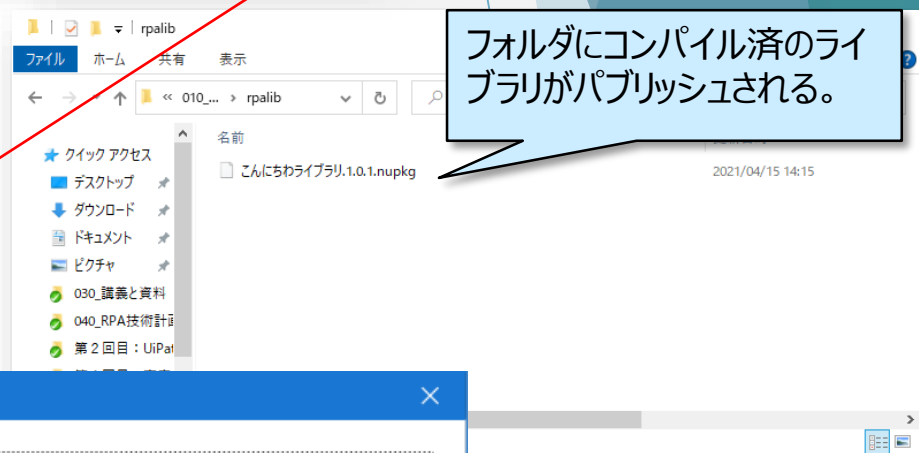 rpalib
フォルダにコンパイル済のライ
ブラリがパブリッシュされる。
ファイル ホーム 共有 表示
« 010_... › rpalib
名前
クイック アクセス
こんにちわライブラリ.1.0.1.nupkg 2021/04/15 14:15
デスクトップ
ダウンロード
ドキュメント
ピクチャ
030_講義と資料
040_RPA技術計画
第2回目:UiPat